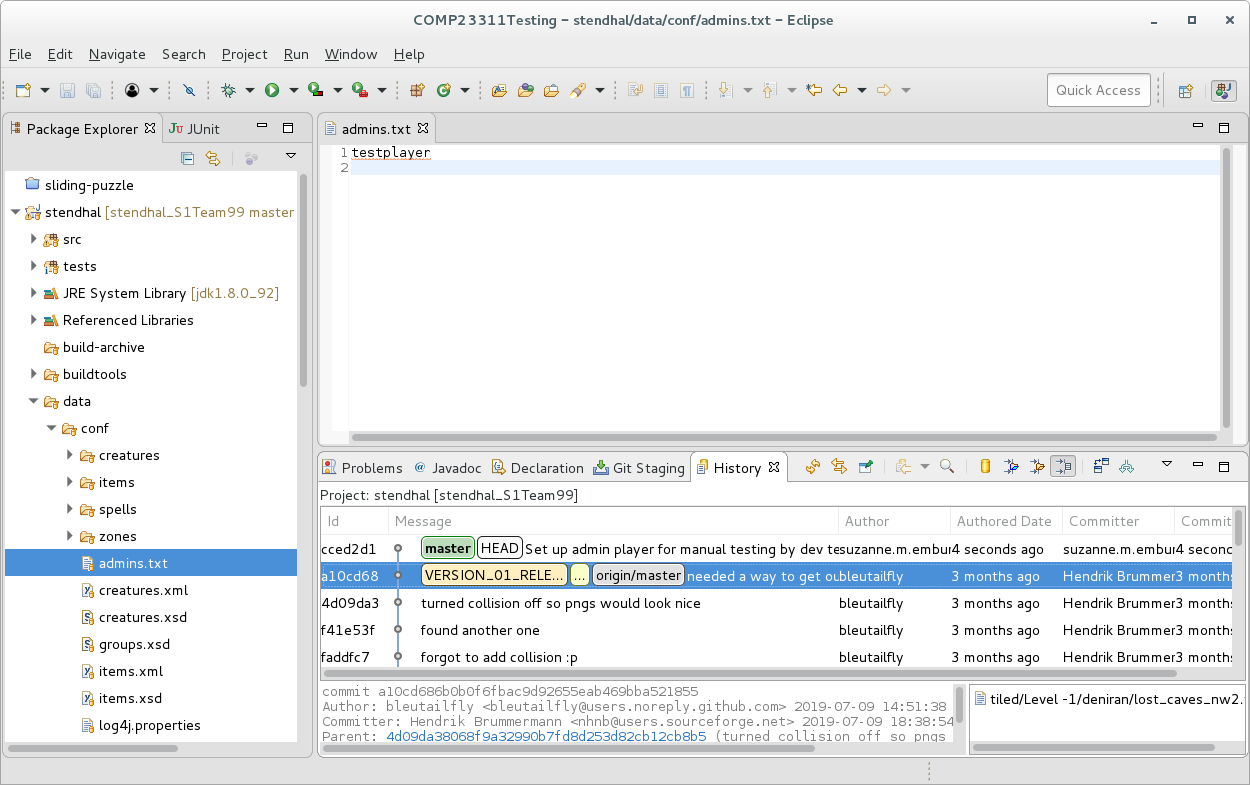 COMP23311Testing – stendhal/data/conf/admins.txt – Eclipse
File Edit Navigate Search Project Run Window Help
Quick Access
Package Explorer JUnit
sliding-puzzle
stendhal [stendhal_S1Team99 master
src
tests
JRE System Library [jdk1.8.0_92]
Referenced Libraries
build-archive
buildtools
data
conf
creatures
items
spells
zones
admins.txt
creatures.xml
creatures.xsd
groups.xsd
items.xml
items.xsd
log4j.properties
admins.txt
1 testplayer
2
Problems @ Javadoc Declaration Git Staging History
Project: stendhal [stendhal_S1Team99]
Id Message Author Authored Date Committer Commit
cced2d1 master HEAD Set up admin player for manual testing by dev te suzanne.m.embur 4 seconds ago suzanne.m.embur 4 second
a10cd68 VERSION_01_RELE... ... origin/master needed a way to get ou bleutailfly 3 months ago Hendrik Brummer 3 months
4d09da3 turned collision off so pngs would look nice bleutailfly 3 months ago Hendrik Brummer 3 months
f41e53f found another one bleutailfly 3 months ago Hendrik Brummer 3 months
faddfc7 forgot to add collision :p bleutailfly 3 months ago Hendrik Brummer 3 months
commit a10cd686b0b0f6fbac9d92655eab469bba521855
Author: bleutailfly <bleutailfly@users.noreply.github.com> 2019-07-09 14:51:38
Committer: Hendrik Brummermann <nhnb@users.sourceforge.net> 2019-07-09 18:38:54
Parent: 4d09da38068f9a32990b7fd8d253d82cb12cb8b5 (turned collision off so pngs
tiled/Level -1/deniran/lost_caves_nw2.